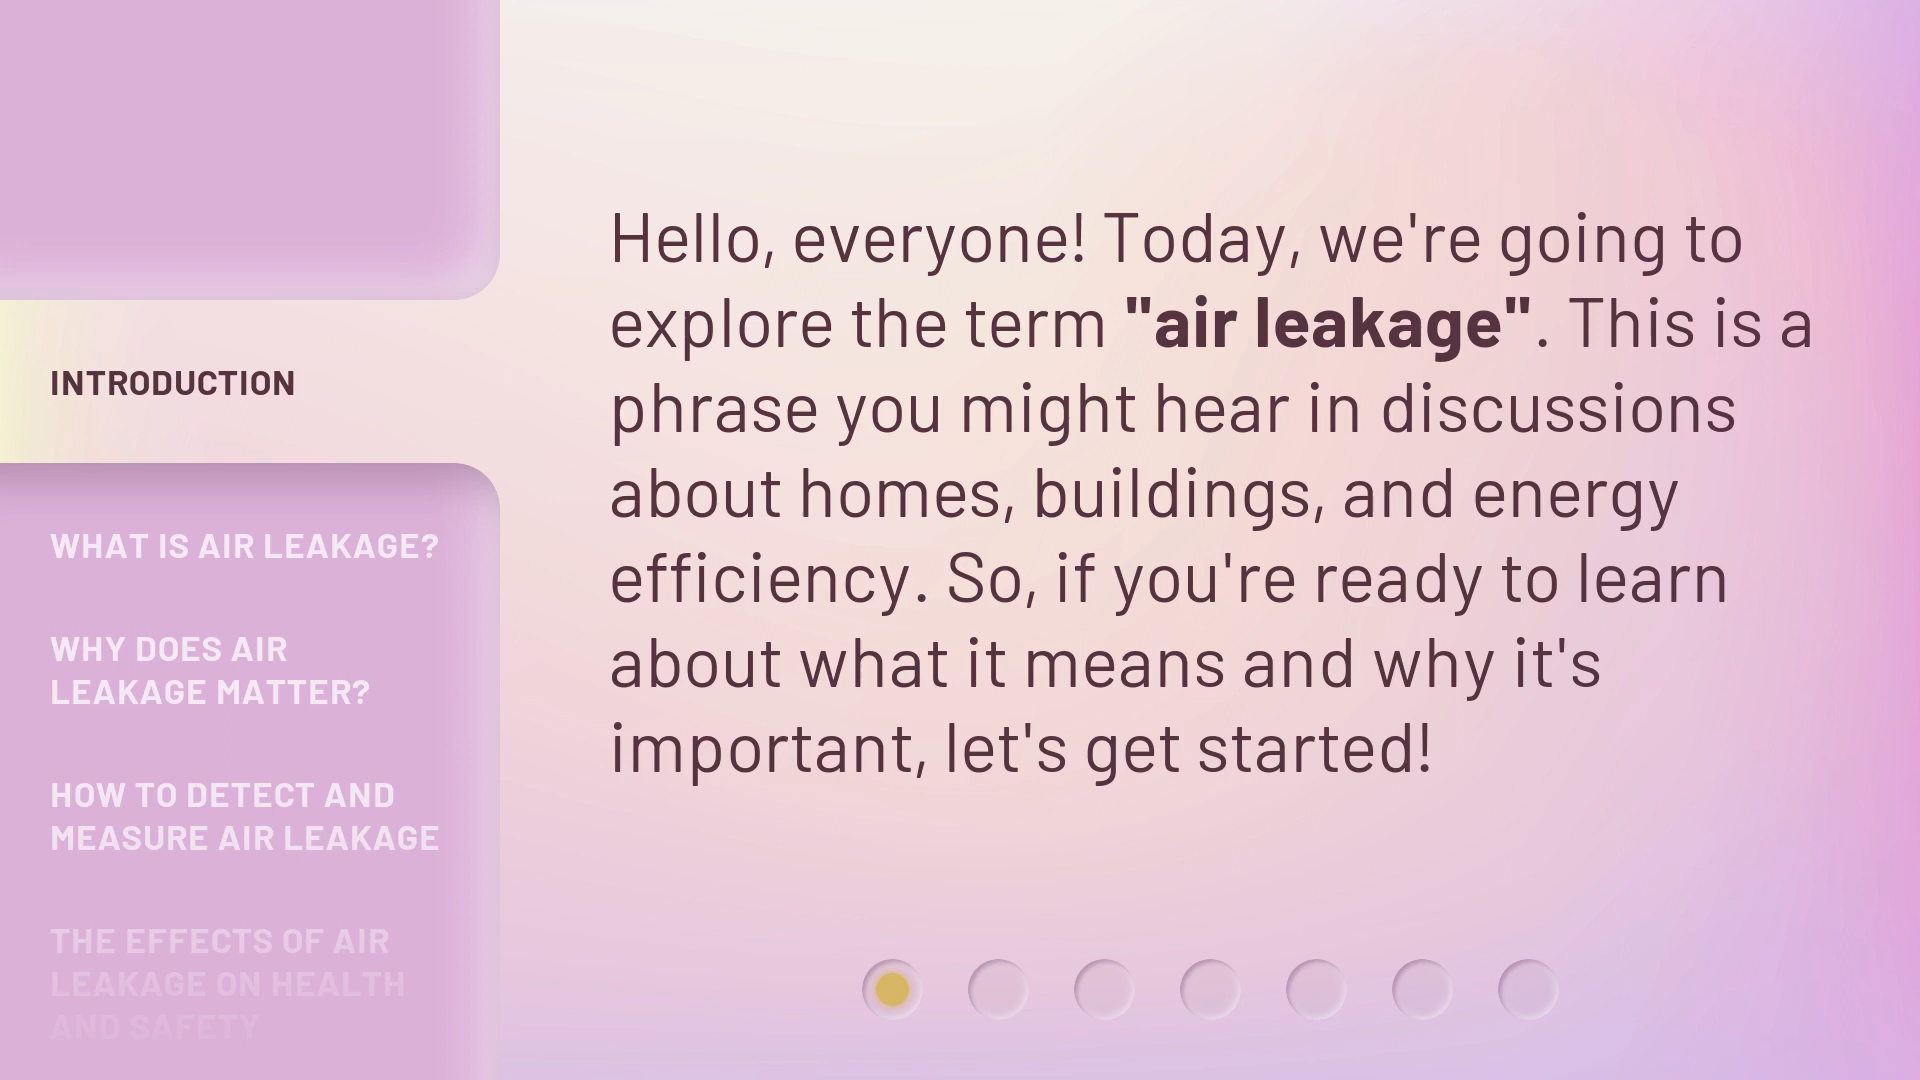 INTRODUCTION
WHAT IS AIR LEAKAGE?
WHY DOES AIR
LEAKAGE MATTER?
HOW TO DETECT AND
MEASURE AIR LEAKAGE
THE EFFECTS OF AIR
LEAKAGE ON HEALTH
AND SAFETY
Hello, everyone! Today, we're going to
explore the term "air leakage". This is a
phrase you might hear in discussions
about homes, buildings, and energy
efficiency. So, if you're ready to learn
about what it means and why it's
important, let's get started!